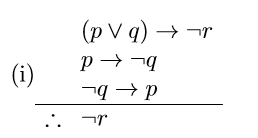 (p ∨ q) → ¬r
(i) p → ¬q
¬q → p
∴ ¬r